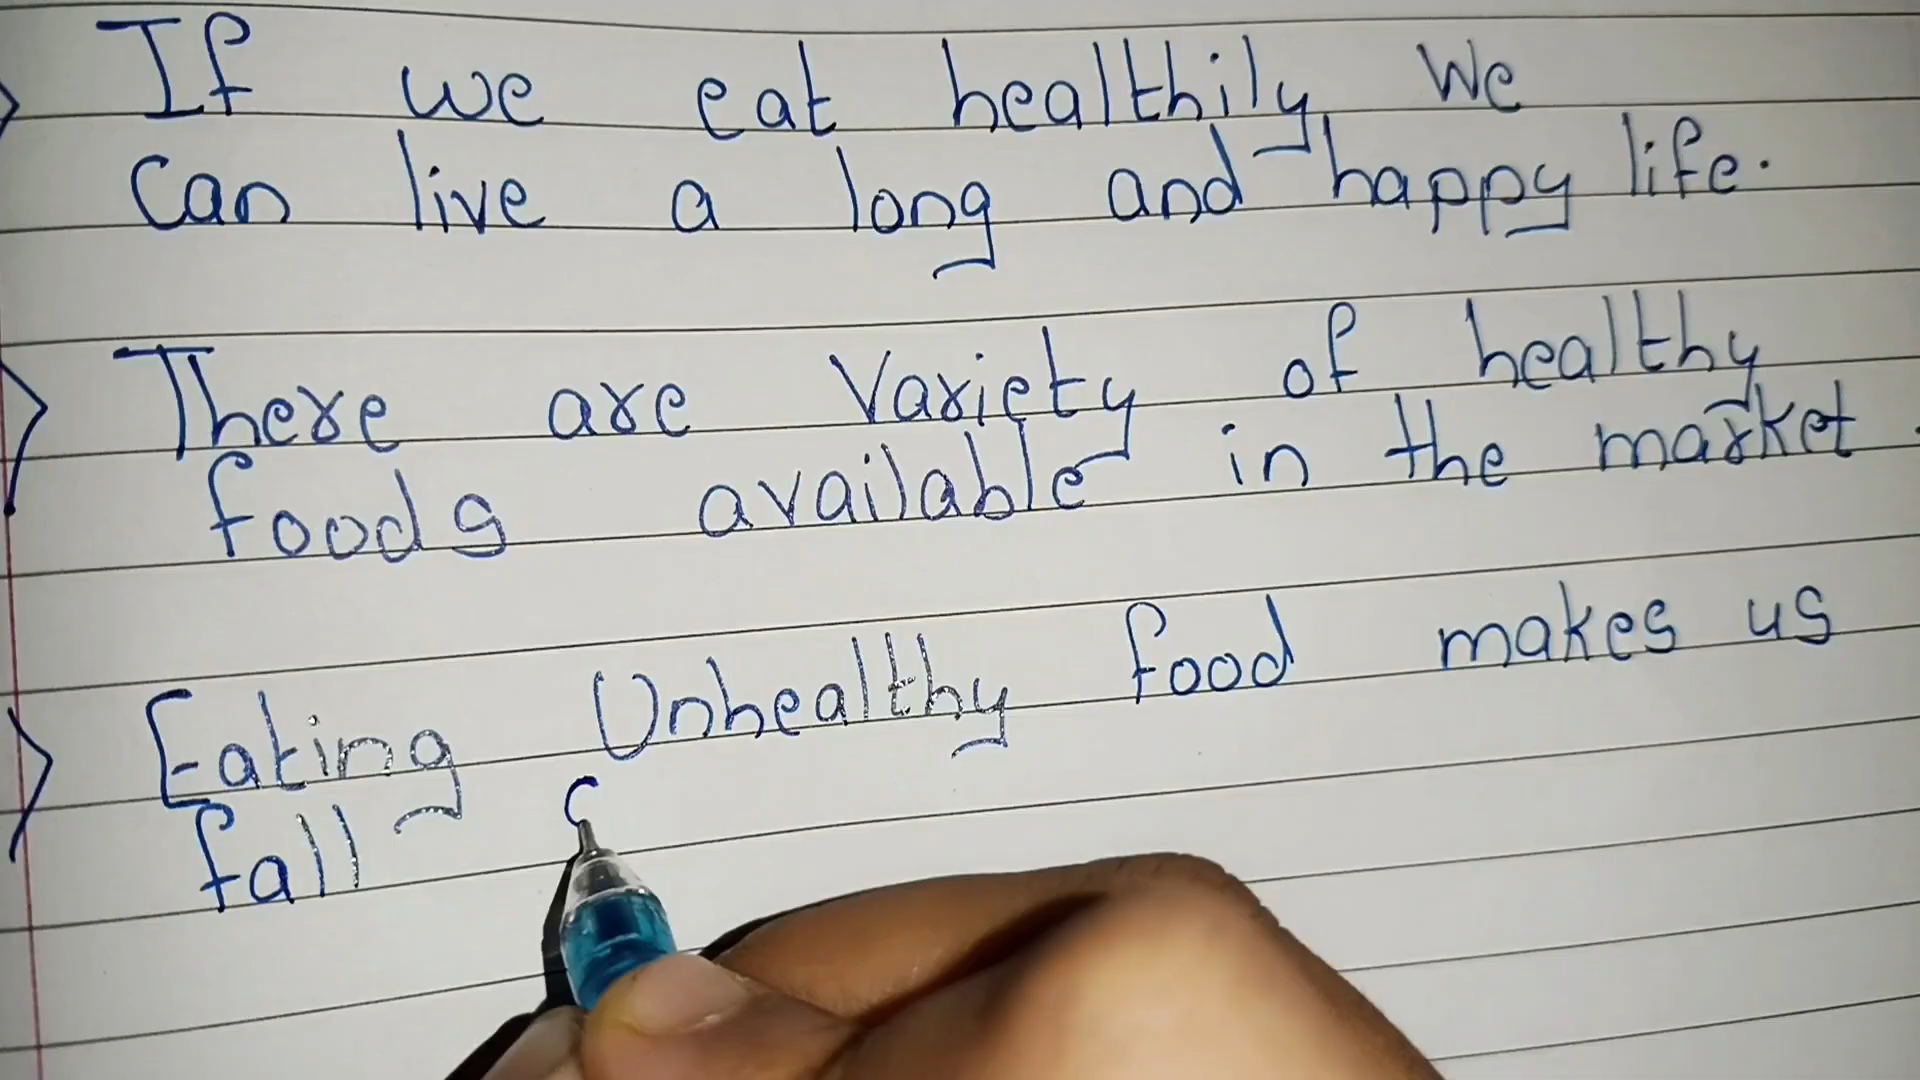 If we eat healthily We
Can live a long and happy life.
There are Variety of healthy
foods available in the market.
Eating Unhealthy food makes us
fall